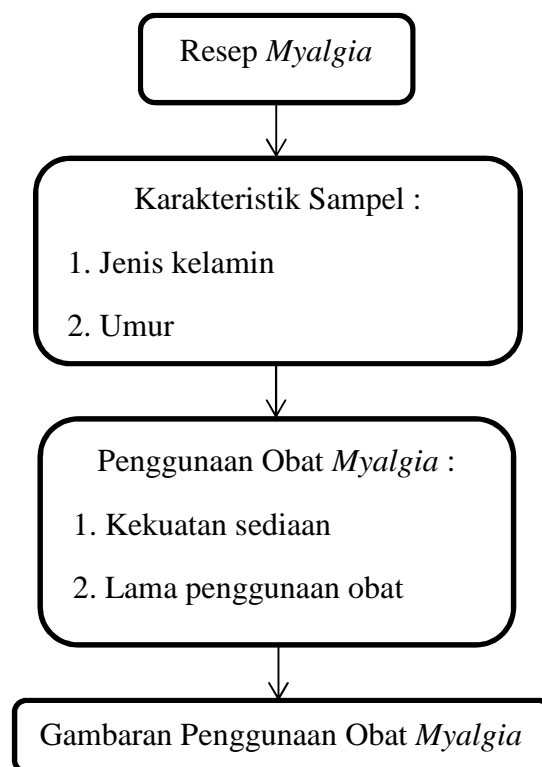 Resep Myalgia
Karakteristik Sampel :
1. Jenis kelamin
2. Umur
Penggunaan Obat Myalgia :
1. Kekuatan sediaan
2. Lama penggunaan obat
Gambaran Penggunaan Obat Myalgia